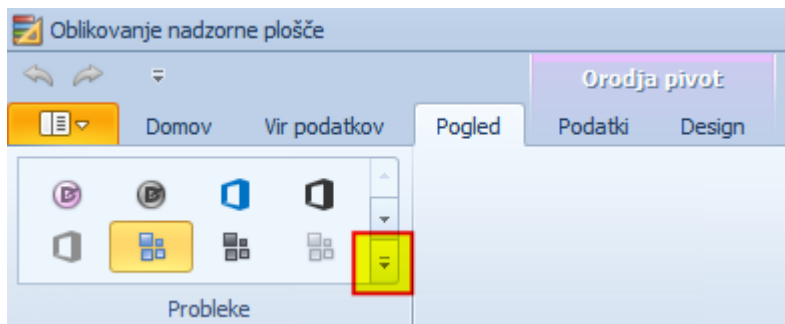 Oblikovanje nadzorne plošče
Orodja pivot
Domov Vir podatkov Pogled Podatki Design
Probleke